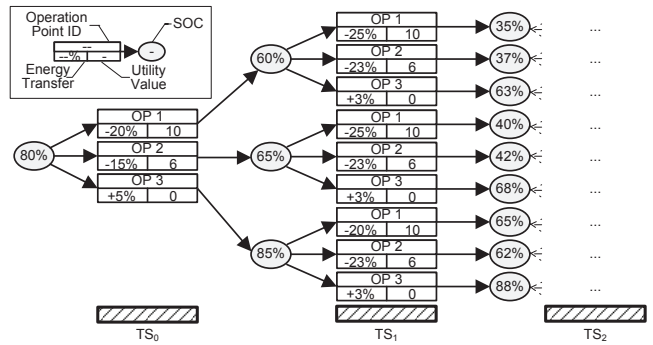 Operation
Point ID
SOC
--
--%
-
-
Energy
Transfer
Utility
Value
80%
OP 1
-20% 10
OP 2
-15% 6
OP 3
+5% 0
60%
65%
85%
OP 1
-25% 10
OP 2
-23% 6
OP 3
+3% 0
OP 1
-25% 10
OP 2
-23% 6
OP 3
+3% 0
OP 1
-20% 10
OP 2
-23% 6
OP 3
+3% 0
35% ...
37% ...
63% ...
40% ...
42% ...
68% ...
65% ...
62% ...
88% ...
TS0
TS1
TS2